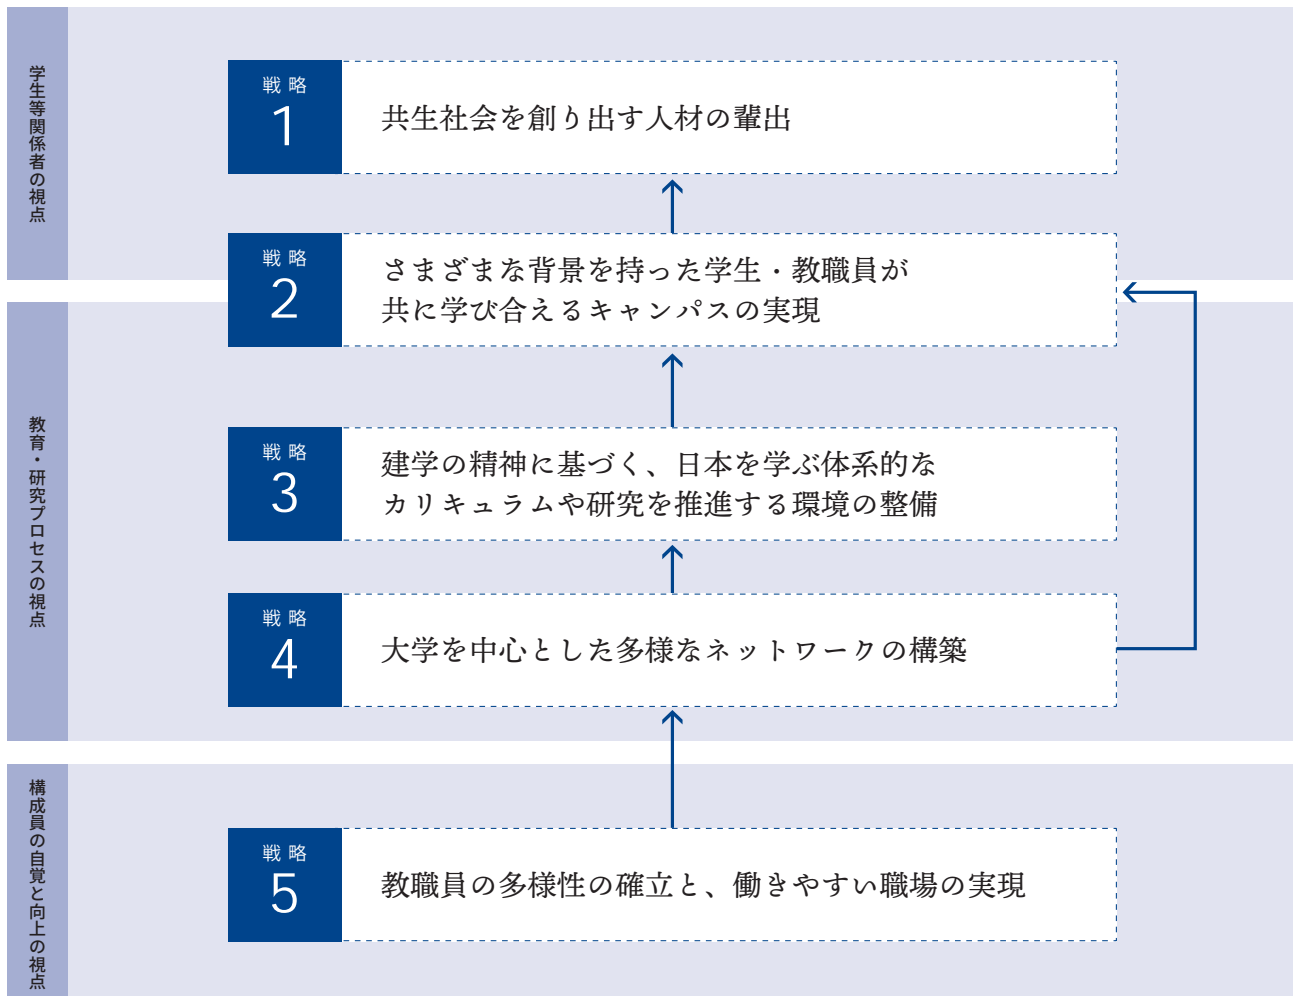 学生等関係者の視点
戦略
1
共生社会を創り出す人材の輩出
戦略
2
さまざまな背景を持った学生・教職員が
共に学び合えるキャンパスの実現
教育・研究プロセスの視点
戦略
3
建学の精神に基づく、日本を学ぶ体系的な
カリキュラムや研究を推進する環境の整備
戦略
4
大学を中心とした多様なネットワークの構築
構成員の自覚と向上の視点
戦略
5
教職員の多様性の確立と、働きやすい職場の実現